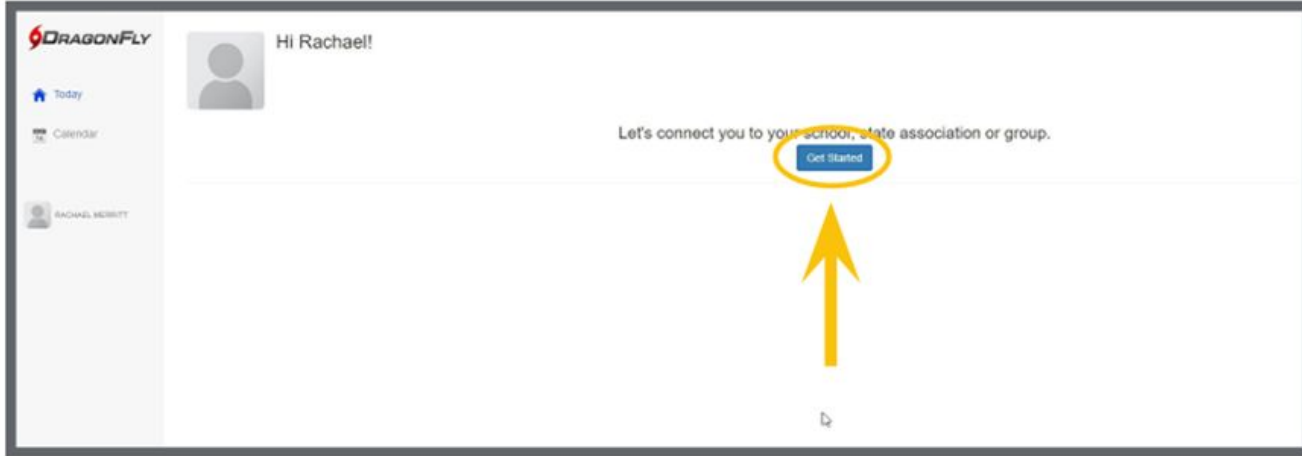 DRAGONFLY
Hi Rachael!
Today
Calendar
Let's connect you to your school, state association or group.
Get Started
RACHAEL MERRITT